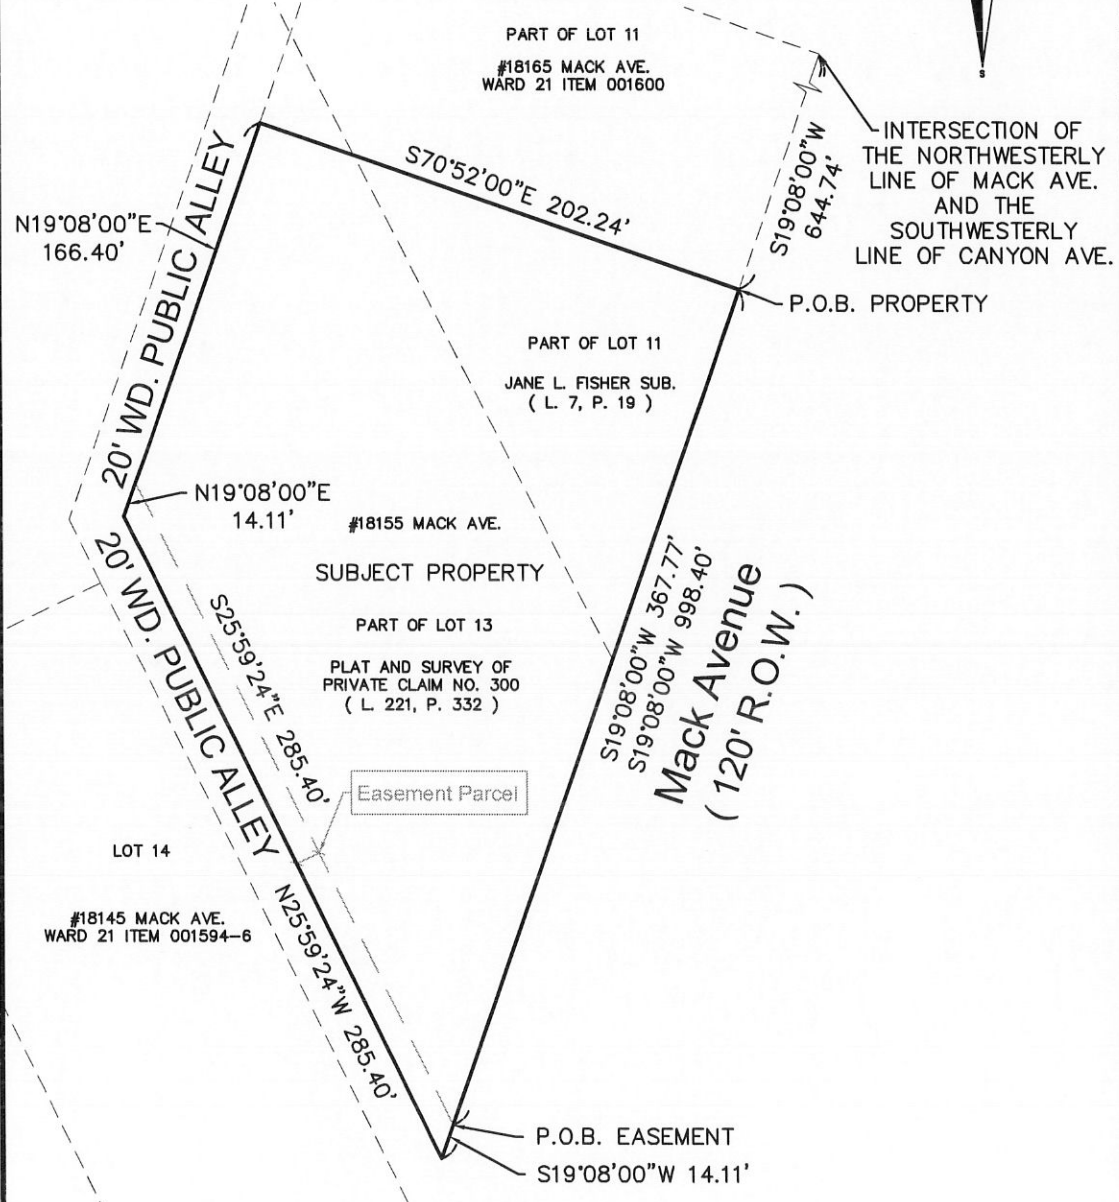 PART OF LOT 11
#18165 MACK AVE.
WARD 21 ITEM 001600
S
INTERSECTION OF
THE NORTHWESTERLY
LINE OF MACK AVE.
AND THE
SOUTHWESTERLY
LINE OF CANYON AVE.
S19°08'00"W
644.74'
S70°52'00"E 202.24'
N19°08'00"E
166.40'
20' WD. PUBLIC ALLEY
P.O.B. PROPERTY
PART OF LOT 11
JANE L. FISHER SUB.
( L. 7, P. 19 )
N19°08'00"E
14.11'
#18155 MACK AVE.
SUBJECT PROPERTY
PART OF LOT 13
PLAT AND SURVEY OF
PRIVATE CLAIM NO. 300
( L. 221, P. 332 )
S19°08'00"W 367.77'
S19°08'00"W 998.40'
Mack Avenue
( 120' R.O.W. )
20' WD. PUBLIC ALLEY
S25°59'24"E 285.40'
Easement Parcel
LOT 14
#18145 MACK AVE.
WARD 21 ITEM 001594-6
N25°59'24"W 285.40'
P.O.B. EASEMENT
S19°08'00"W 14.11'